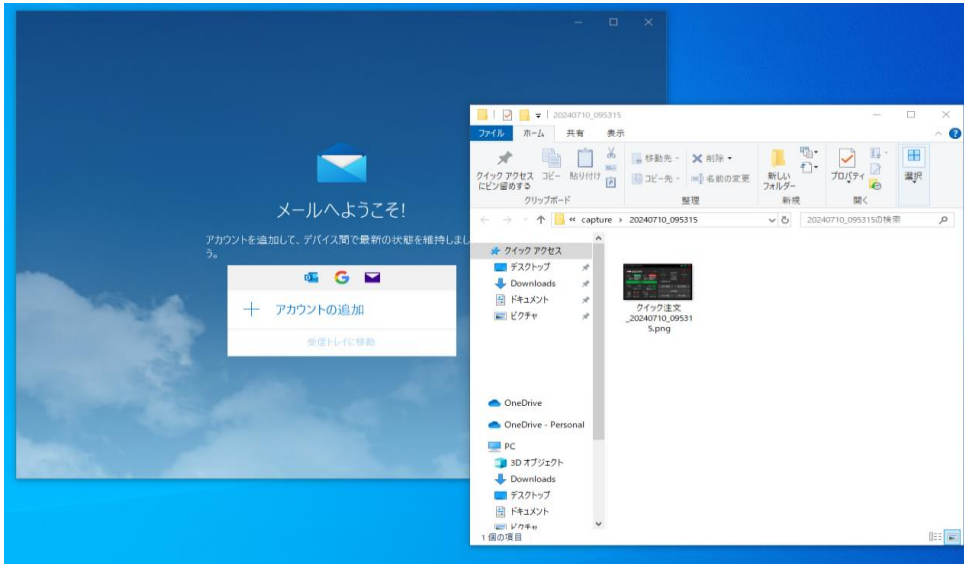 メールへようこそ!
アカウントを追加して、デバイス間で最新の状態を維持しましょ
う。
アカウントの追加
受信トレイに移動
20240710_095315
ファイル ホーム 共有 表示
クイック アクセス
にピン留めする
コピー 貼り付け
移動先
コピー先
削除
名前の変更
新しい
フォルダー
プロパティ
選択
クリップボード 整理 新規 開く
« capture › 20240710_095315
20240710_095315の検索
クイック アクセス
デスクトップ
Downloads
ドキュメント
ピクチャ
OneDrive
OneDrive - Personal
PC
3D オブジェクト
Downloads
デスクトップ
ドキュメント
ピクチャ
クイック注文
_20240710_09531
5.png
1 個の項目